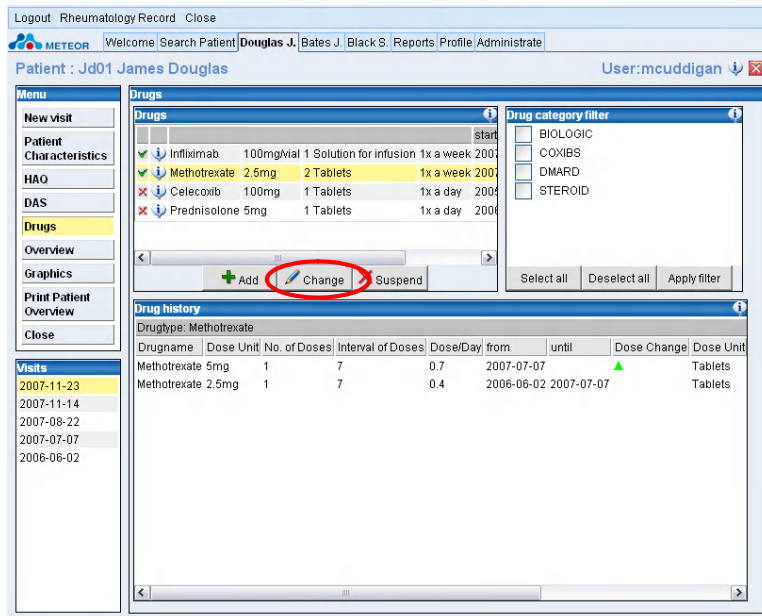 Logout Rheumatology Record Close
METEOR Welcome Search Patient Douglas J. Bates J. Black S. Reports Profile Administrate
Patient : Jd01 James Douglas User:mcuddigan
Menu
New visit
Patient
Characteristics
HAQ
DAS
Drugs
Overview
Graphics
Print Patient
Overview
Close
Visits
2007-11-23
2007-11-14
2007-08-22
2007-07-07
2006-06-02
Drugs
Drugs
start
Infliximab 100mg/vial 1 Solution for infusion 1x a week
Methotrexate 2.5mg 2 Tablets 1x a week
Celecoxib 100mg 1 Tablets 1x a day
Prednisolone 5mg 1 Tablets 1x a day
Add Change Suspend
Drug category filter
BIOLOGIC
COXIBS
DMARD
STEROID
Select all Deselect all Apply filter
Drug history
Drugtype: Methotrexate
Drugname Dose Unit No. of Doses Interval of Doses Dose/Day from until Dose Change Dose Unit
Methotrexate 5mg 1 7 0.7 2007-07-07 Tablets
Methotrexate 2.5mg 1 7 0.4 2006-06-02 2007-07-07 Tablets